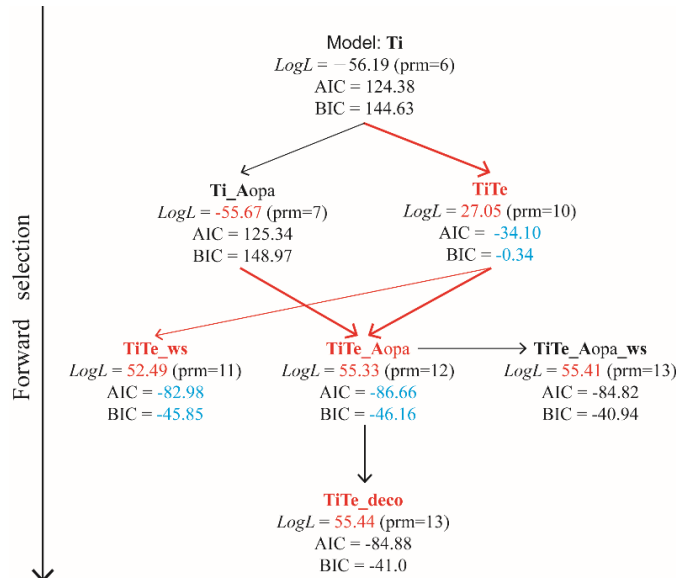 Model: Ti
LogL = −56.19 (prm=6)
AIC = 124.38
BIC = 144.63
Ti_Aopa
LogL = -55.67 (prm=7)
AIC = 125.34
BIC = 148.97
TiTe
LogL = 27.05 (prm=10)
AIC = -34.10
BIC = -0.34
Forward selection
TiTe_ws
LogL = 52.49 (prm=11)
AIC = -82.98
BIC = -45.85
TiTe_Aopa
LogL = 55.33 (prm=12)
AIC = -86.66
BIC = -46.16
TiTe_Aopa_ws
LogL = 55.41 (prm=13)
AIC = -84.82
BIC = -40.94
TiTe_deco
LogL = 55.44 (prm=13)
AIC = -84.88
BIC = -41.0